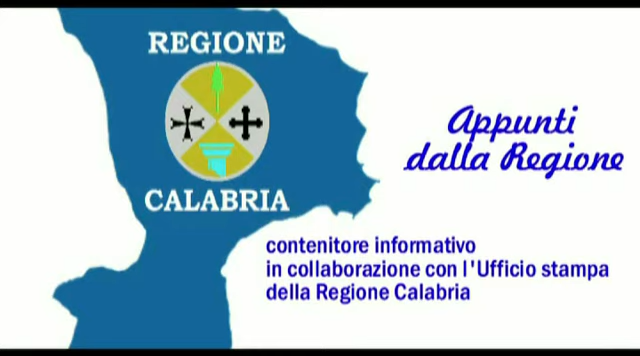 REGIONE
CALABRIA
Appunti
dalla Regione
contenitore informativo
in collaborazione con l'Ufficio stampa
della Regione Calabria